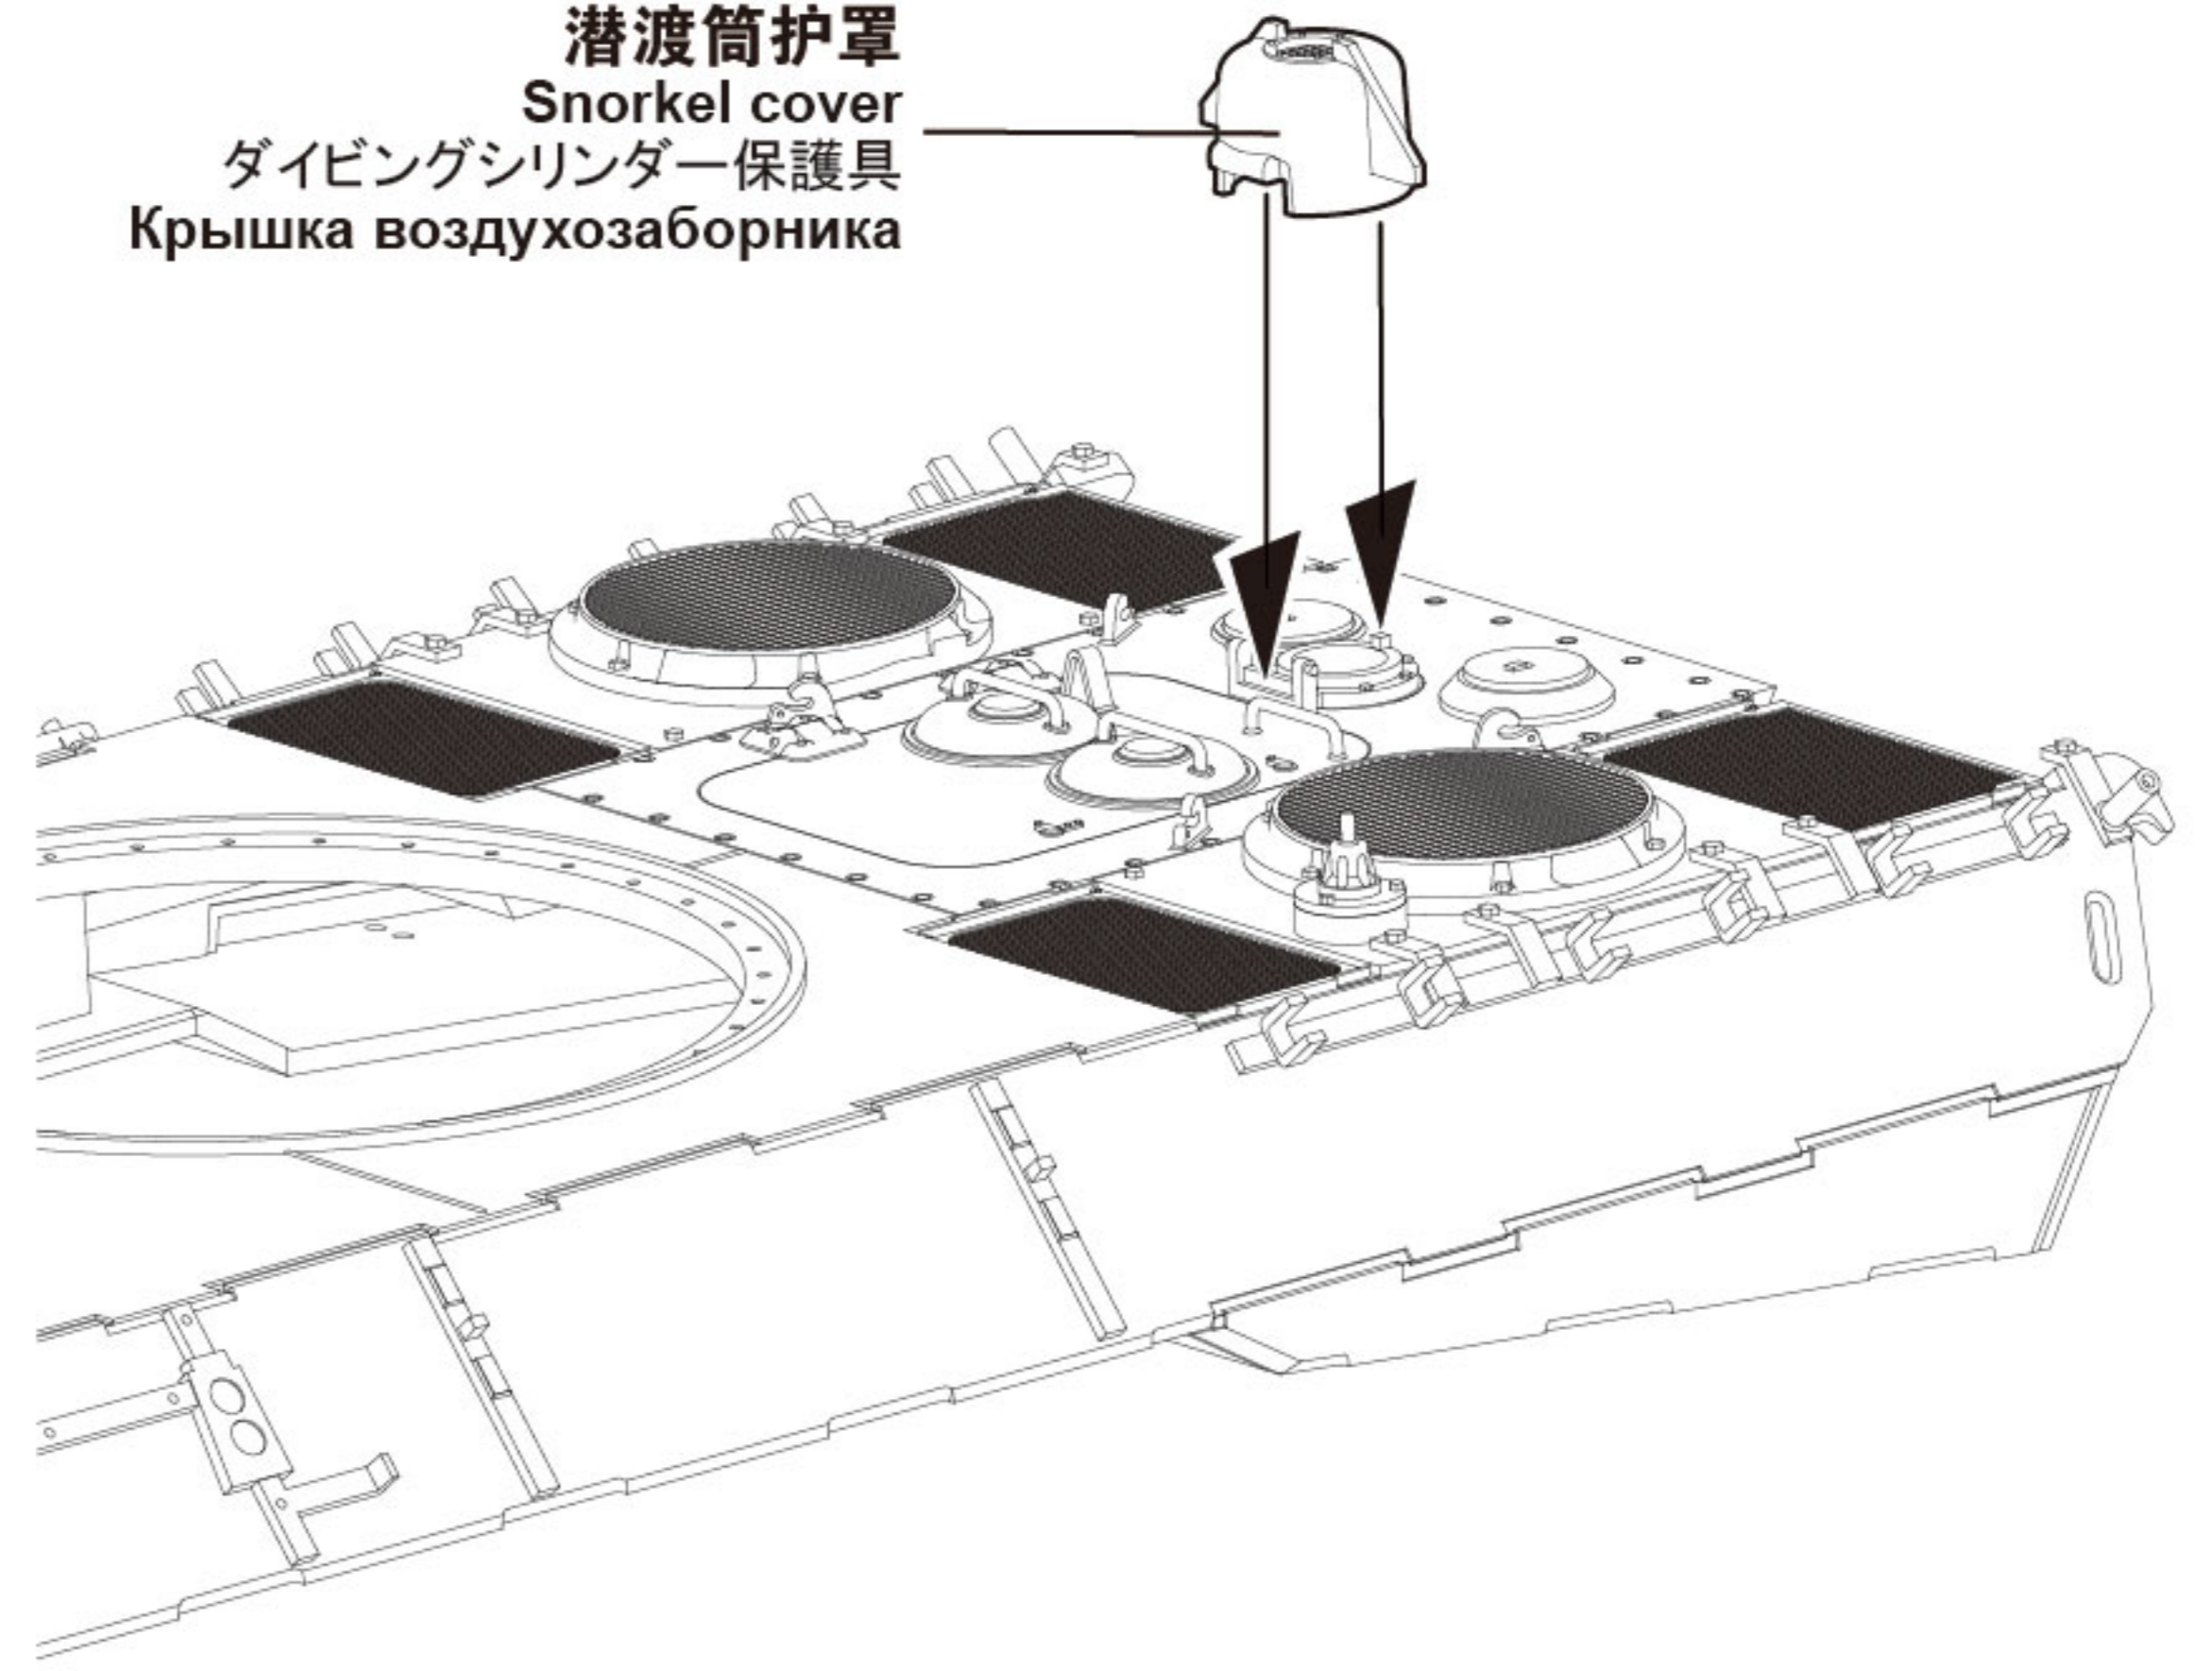 潜渡筒护罩
Snorkel cover
ダイビングシリンダー保護具
Крышка воздухозаборника